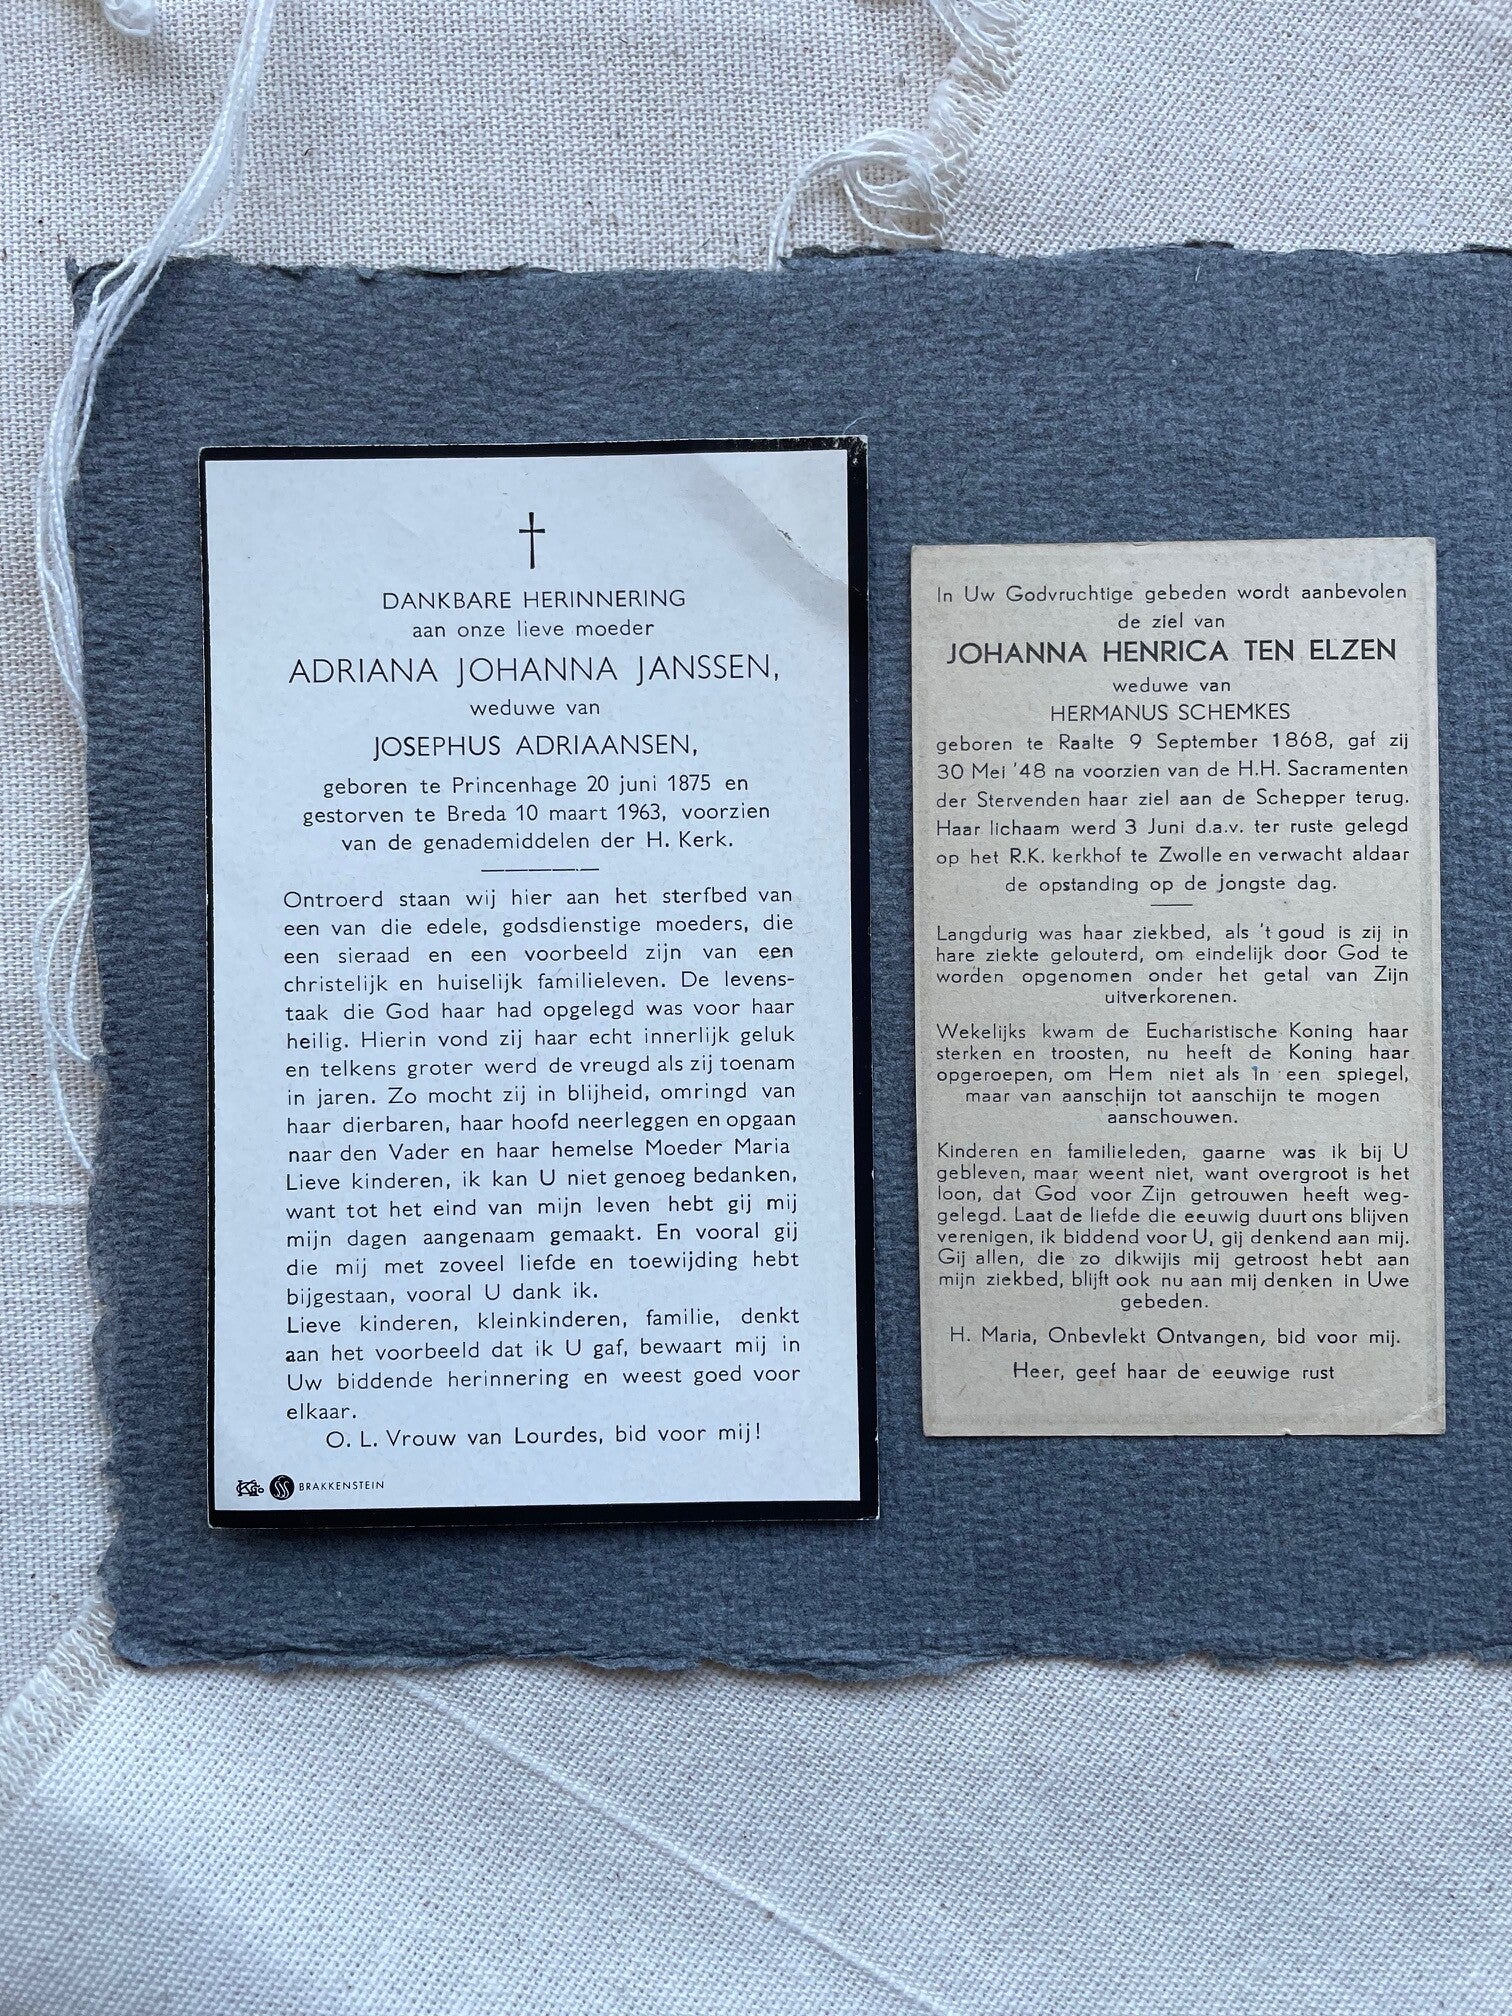 DANKBARE HERINNERING
aan onze lieve moeder
ADRIANA JOHANNA JANSSEN,
weduwe van
JOSEPHUS ADRIAANSEN,
geboren te Princenhage 20 juni 1875 en
gestorven te Breda 10 maart 1963, voorzien
van de genademiddelen der H. Kerk.
Ontroerd staan wij hier aan het sterfbed van
een van die edele, godsdienstige moeders, die
een sieraad en een voorbeeld zijn van een
christelijk en huiselijk familieleven. De levens-
taak die God haar had opgelegd was voor haar
heilig. Hierin vond zij haar echt innerlijk geluk
en telkens groter werd de vreugd als zij toenam
in jaren. Zo mocht zij in blijheid, omringd van
haar dierbaren, haar hoofd neerleggen en opgaan
naar den Vader en haar hemelse Moeder Maria
Lieve kinderen, ik kan U niet genoeg bedanken,
want tot het eind van mijn leven hebt gij mij
mijn dagen aangenaam gemaakt. En vooral gij
die mij met zoveel liefde en toewijding hebt
bijgestaan, vooral U dank ik.
Lieve kinderen, kleinkinderen, familie, denkt
aan het voorbeeld dat ik U gaf, bewaart mij in
Uw biddende herinnering en weest goed voor
elkaar.
O. L. Vrouw van Lourdes, bid voor mij!
BRAKKENSTEIN
In Uw Godvruchtige gebeden wordt aanbevolen
de ziel van
JOHANNA HENRICA TEN ELZEN
weduwe van
HERMANUS SCHEMKES
geboren te Raalte 9 September 1868, gaf zij
30 Mei '48 na voorzien van de H.H. Sacramenten
der Stervenden haar ziel aan de Schepper terug.
Haar lichaam werd 3 Juni d.a.v. ter ruste gelegd
op het R.K. kerkhof te Zwolle en verwacht aldaar
de opstanding op de jongste dag.
Langdurig was haar ziekbed, als 't goud is zij in
hare ziekte gelouterd, om eindelijk door God te
worden opgenomen onder het getal van Zijn
uitverkorenen.
Wekelijks kwam de Eucharistische Koning haar
sterken en troosten, nu heeft de Koning haar
opgeroepen, om Hem niet als in een spiegel,
maar van aanschijn tot aanschijn te mogen
aanschouwen.
Kinderen en familieleden, gaarne was ik bij U
gebleven, maar weent niet, want overgroot is het
loon, dat God voor Zijn getrouwen heeft weg-
gelegd. Laat de liefde die eeuwig duurt ons blijven
verenigen, ik biddend voor U, gij denkend aan mij.
Gij allen, die zo dikwijls mij getroost hebt aan
mijn ziekbed, blijft ook nu aan mij denken in Uwe
gebeden.
H. Maria, Onbevlekt Ontvangen, bid voor mij.
Heer, geef haar de eeuwige rust